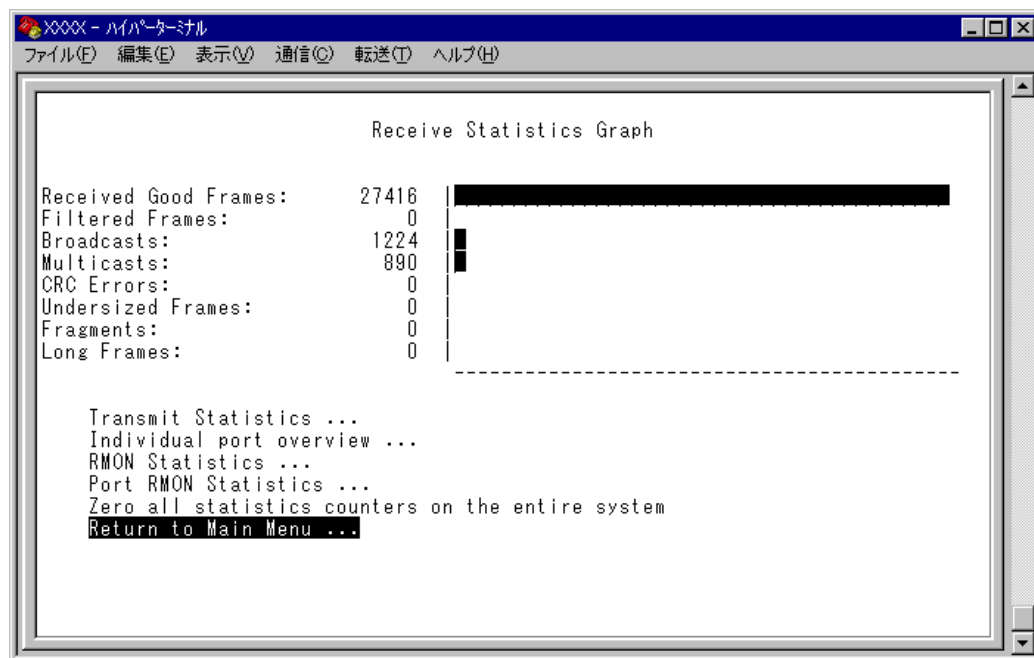 XXXX - ﾊｲﾊﾟｰﾀｰﾐﾅﾙ
ファイル(F) 編集(E) 表示(V) 通信(C) 転送(T) ヘルプ(H)
Receive Statistics Graph
Received Good Frames: 27416
Filtered Frames: 0
Broadcasts: 1224
Multicasts: 890
CRC Errors: 0
Undersized Frames: 0
Fragments: 0
Long Frames: 0
Transmit Statistics ...
Individual port overview ...
RMON Statistics ...
Port RMON Statistics ...
Zero all statistics counters on the entire system
Return to Main Menu ...